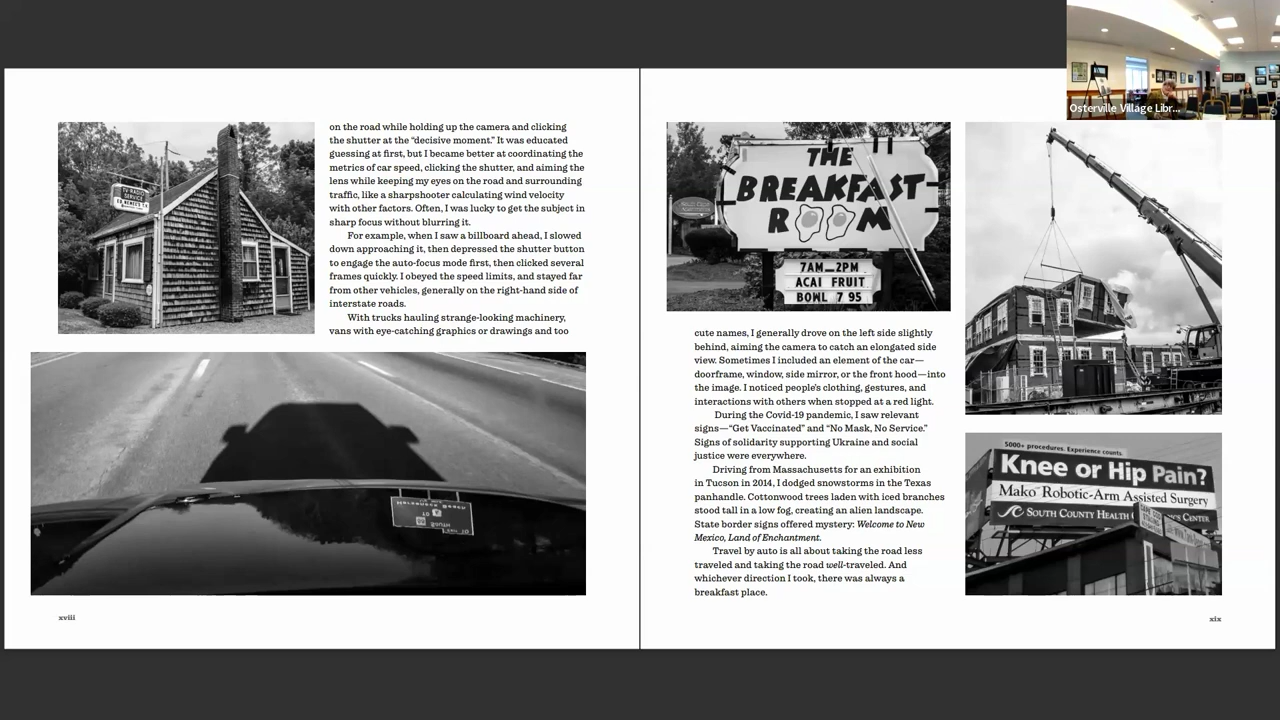 on the road while holding up the camera and clicking
the shutter at the “decisive moment.” It was educated
guessing at first, but I became better at coordinating the
metrics of car speed, clicking the shutter, and aiming the
lens while keeping my eyes on the road and surrounding
traffic, like a sharpshooter calculating wind velocity
with other factors. Often, I was lucky to get the subject in
sharp focus without blurring it.
For example, when I saw a billboard ahead, I slowed
down approaching it, then depressed the shutter button
to engage the auto-focus mode first, then clicked several
frames quickly. I obeyed the speed limits, and stayed far
from other vehicles, generally on the right-hand side of
interstate roads.
With trucks hauling strange-looking machinery,
vans with eye-catching graphics or drawings and too
xviii
THE
BREAKFAST
ROOM
7AM–2PM
ACAI FRUIT
BOWL 7 95
cute names, I generally drove on the left side slightly
behind, aiming the camera to catch an elongated side
view. Sometimes I included an element of the car—
doorframe, window, side mirror, or the front hood—into
the image. I noticed people’s clothing, gestures, and
interactions with others when stopped at a red light.
During the Covid-19 pandemic, I saw relevant
signs—“Get Vaccinated” and “No Mask, No Service.”
Signs of solidarity supporting Ukraine and social
justice were everywhere.
Driving from Massachusetts for an exhibition
in Tucson in 2014, I dodged snowstorms in the Texas
panhandle. Cottonwood trees laden with iced branches
stood tall in a low fog, creating an alien landscape.
State border signs offered mystery: Welcome to New
Mexico, Land of Enchantment.
Travel by auto is all about taking the road less
traveled and taking the road well-traveled. And
whichever direction I took, there was always a
breakfast place.
5000+ procedures. Experience counts.
Knee or Hip Pain?
Mako Robotic-Arm Assisted Surgery
SOUTH COUNTY HEALTH
CENTER
xix
Osterville Village Libr...